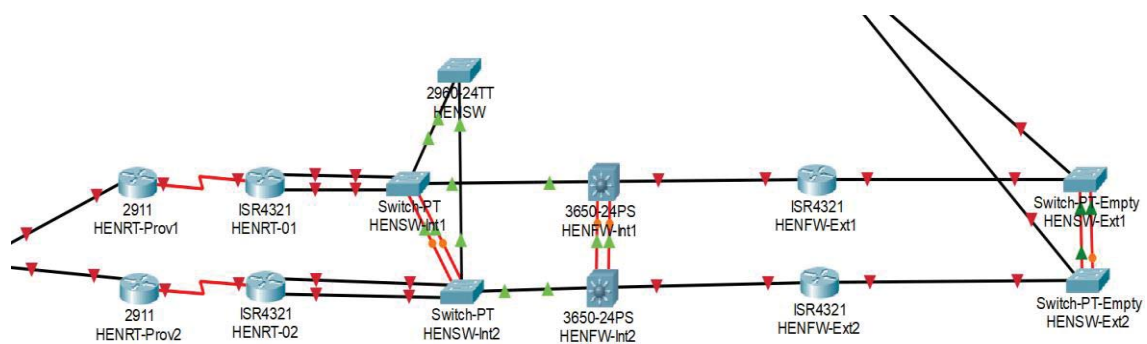 2960-24TT
HENSW
2911
HENRT-Prov1
ISR4321
HENRT-01
Switch-PT
HENSW-Int1
3650-24PS
HENFW-Int1
ISR4321
HENFW-Ext1
Switch-PT-Empty
HENSW-Ext1
2911
HENRT-Prov2
ISR4321
HENRT-02
Switch-PT
HENSW-Int2
3650-24PS
HENFW-Int2
ISR4321
HENFW-Ext2
Switch-PT-Empty
HENSW-Ext2